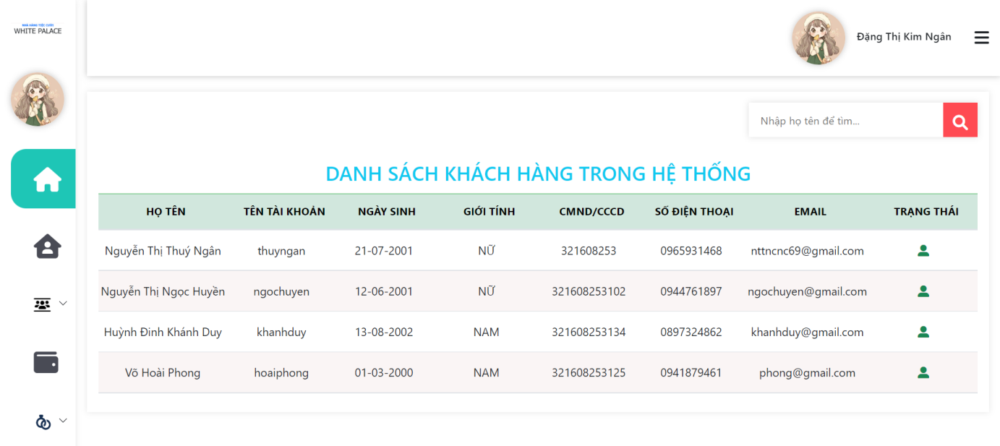 NHÀ HÀNG TIỆC CƯỚI
WHITE PALACE
Đặng Thị Kim Ngân
Nhập họ tên để tìm...
DANH SÁCH KHÁCH HÀNG TRONG HỆ THỐNG
HỌ TÊN TÊN TÀI KHOẢN NGÀY SINH GIỚI TÍNH CMND/CCCD SỐ ĐIỆN THOẠI EMAIL TRẠNG THÁI
Nguyễn Thị Thuý Ngân thuyngan 21-07-2001 NỮ 321608253 0965931468 nttncnc69@gmail.com
Nguyễn Thị Ngọc Huyền ngochuyen 12-06-2001 NỮ 321608253102 0944761897 ngochuyen@gmail.com
Huỳnh Đinh Khánh Duy khanhduy 13-08-2002 NAM 321608253134 0897324862 khanhduy@gmail.com
Võ Hoài Phong hoaiphong 01-03-2000 NAM 321608253125 0941879461 phong@gmail.com